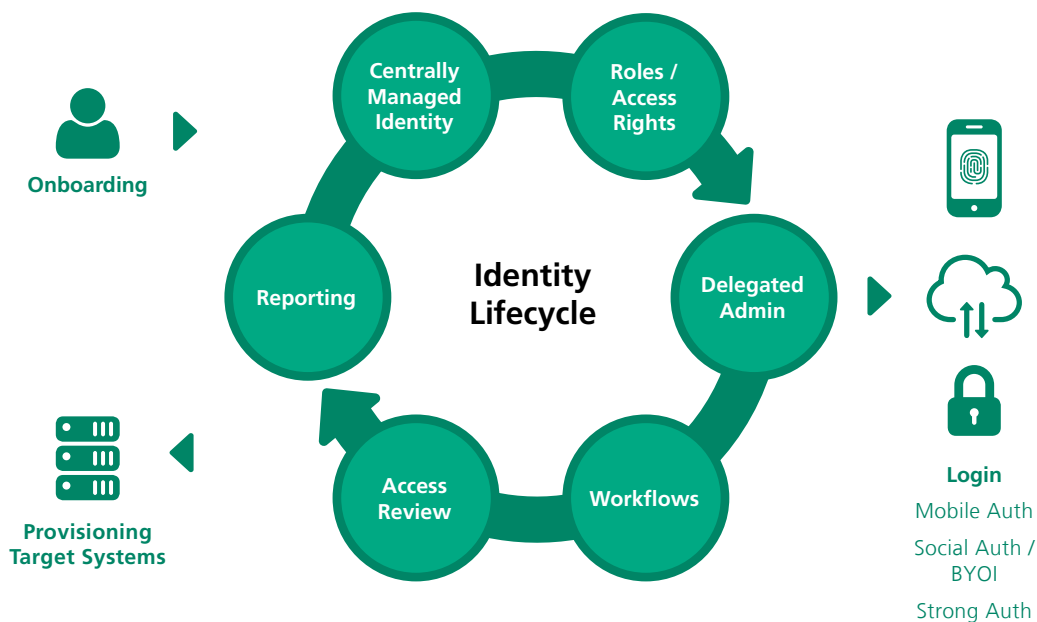 Centrally
Managed
Identity
Roles /
Access
Rights
Onboarding
Identity
Lifecycle
Reporting
Delegated
Admin
Access
Review
Workflows
Provisioning
Target Systems
Login
Mobile Auth
Social Auth /
BYOI
Strong Auth